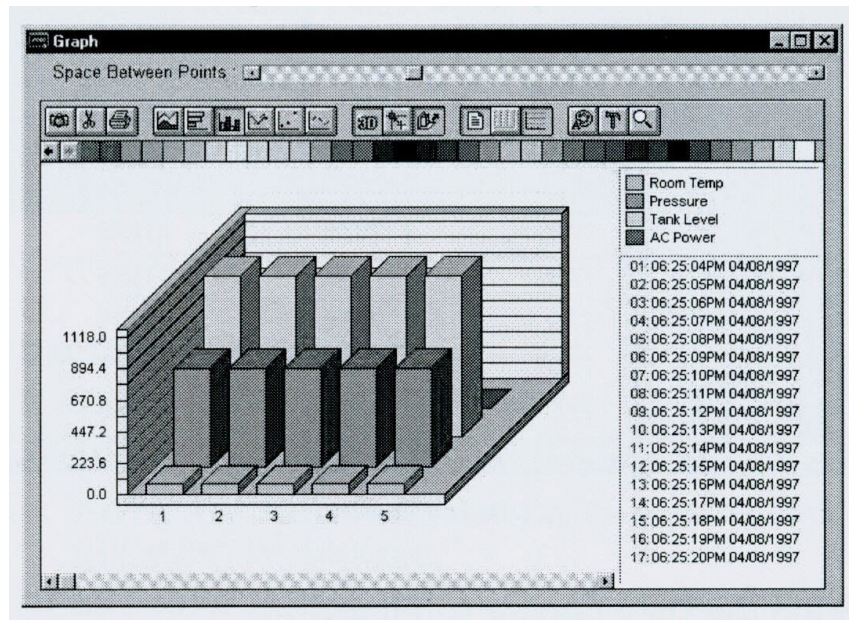 Graph
Space Between Points :
3D
T
Room Temp
Pressure
Tank Level
AC Power
01:06:25:04PM 04/08/1997
02:06:25:05PM 04/08/1997
03:06:25:06PM 04/08/1997
04:06:25:07PM 04/08/1997
05:06:25:08PM 04/08/1997
06:06:25:09PM 04/08/1997
07:06:25:10PM 04/08/1997
08:06:25:11PM 04/08/1997
09:06:25:12PM 04/08/1997
10:06:25:13PM 04/08/1997
11:06:25:14PM 04/08/1997
12:06:25:15PM 04/08/1997
13:06:25:16PM 04/08/1997
14:06:25:17PM 04/08/1997
15:06:25:18PM 04/08/1997
16:06:25:19PM 04/08/1997
17:06:25:20PM 04/08/1997
1118.0
894.4
670.8
447.2
223.6
0.0
1 2 3 4 5